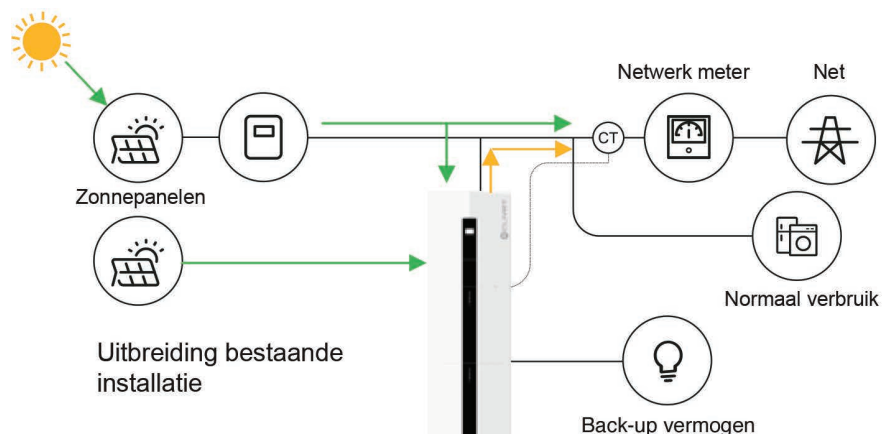 Netwerk meter
Net
CT
Zonnepanelen
Normaal verbruik
Uitbreiding bestaande
installatie
Back-up vermogen